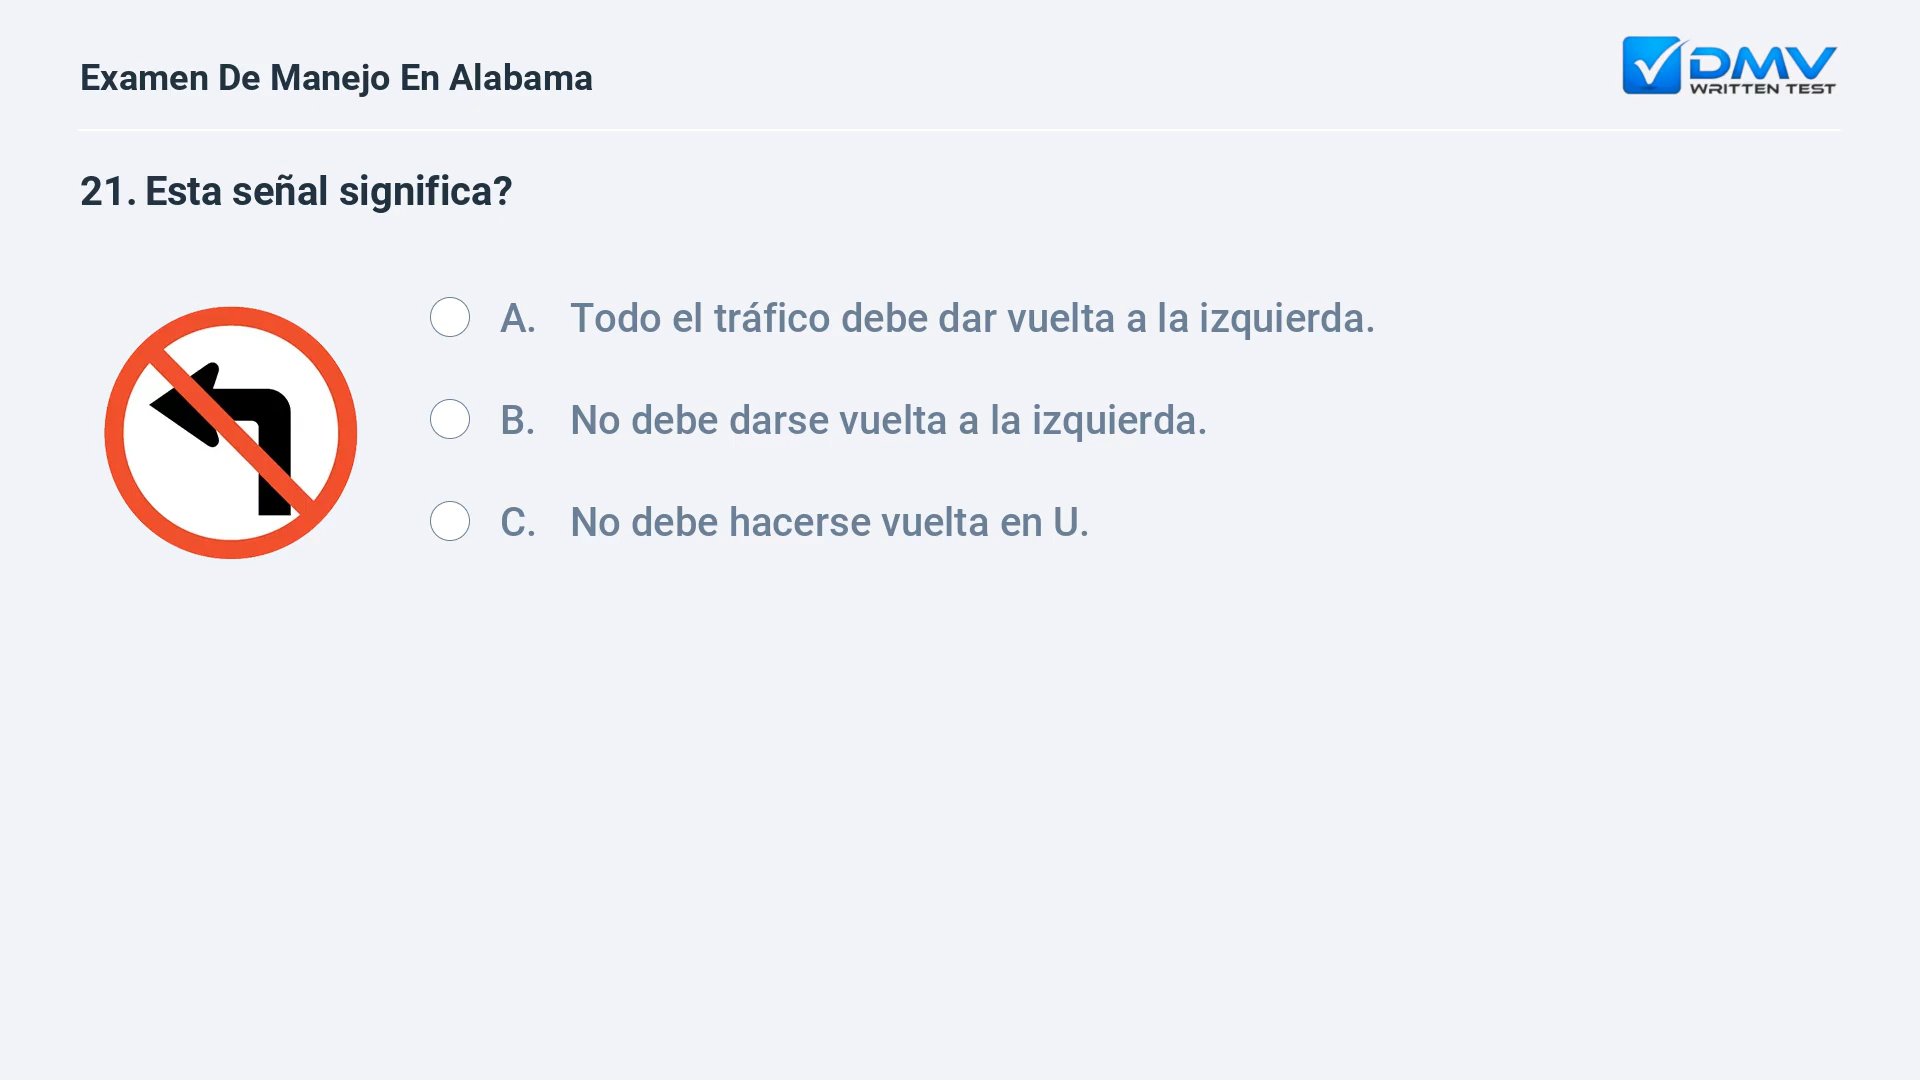 Examen De Manejo En Alabama
DMV
WRITTEN TEST
21. Esta señal significa?
A. Todo el tráfico debe dar vuelta a la izquierda.
B. No debe darse vuelta a la izquierda.
C. No debe hacerse vuelta en U.